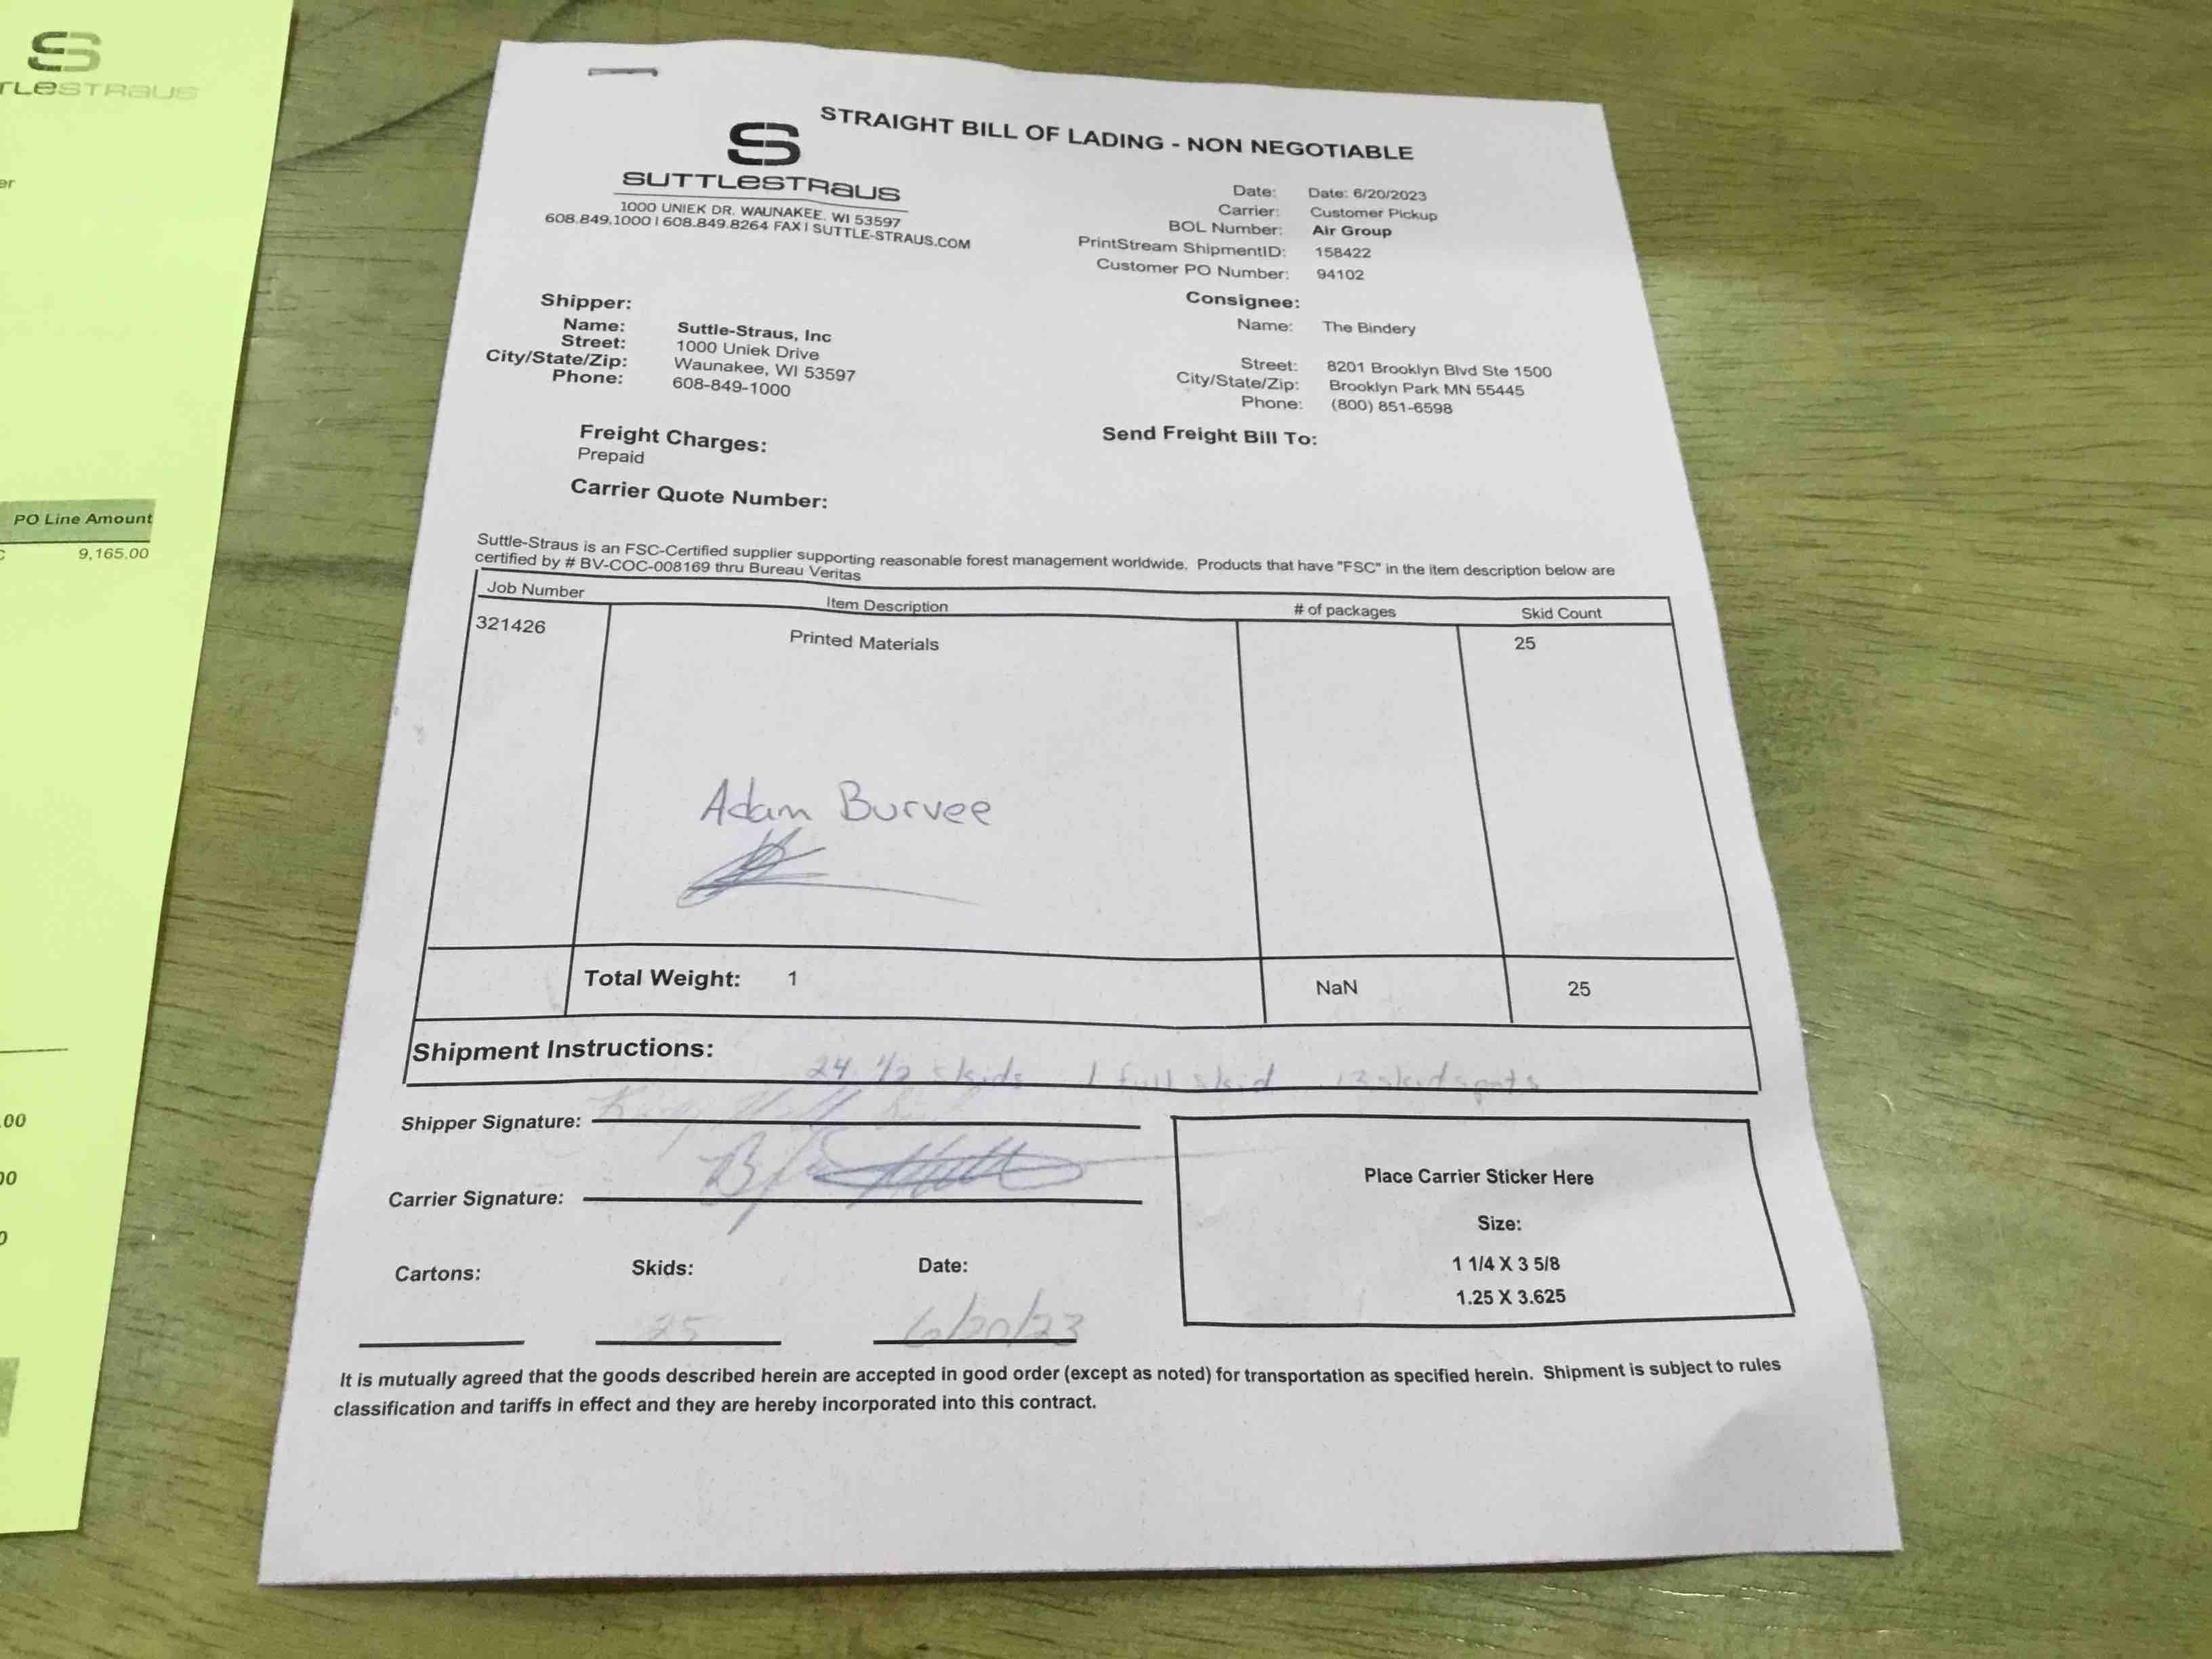 STRAIGHT BILL OF LADING - NON NEGOTIABLE
S
SUTTLESTRAUS
1000 UNIEK DR. WAUNAKEE, WI 53597
608.849.1000 | 608.849.8264 FAX | SUTTLE-STRAUS.COM
Date: Date: 6/20/2023
Carrier: Customer Pickup
BOL Number: Air Group
PrintStream ShipmentID: 158422
Customer PO Number: 94102
Shipper:
Name: Suttle-Straus, Inc
Street: 1000 Uniek Drive
City/State/Zip: Waunakee, WI 53597
Phone: 608-849-1000
Consignee:
Name: The Bindery
Street: 8201 Brooklyn Blvd Ste 1500
City/State/Zip: Brooklyn Park MN 55445
Phone: (800) 851-6598
Freight Charges:
Prepaid
Send Freight Bill To:
Carrier Quote Number:
Suttle-Straus is an FSC-Certified supplier supporting reasonable forest management worldwide. Products that have "FSC" in the item description below are
certified by # BV-COC-008169 thru Bureau Veritas
Job Number Item Description # of packages Skid Count
321426 Printed Materials 25
Adam Burvee
Total Weight: 1 NaN 25
Shipment Instructions:
24 1/2 skids 1 full skid 13 skid spots
Shipper Signature:
Carrier Signature:
Cartons: Skids: Date:
25 6/20/23
Place Carrier Sticker Here
Size:
1 1/4 X 3 5/8
1.25 X 3.625
It is mutually agreed that the goods described herein are accepted in good order (except as noted) for transportation as specified herein. Shipment is subject to rules
classification and tariffs in effect and they are hereby incorporated into this contract.
S
TLESTRAUS
er
PO Line Amount
9,165.00
.00
00
0